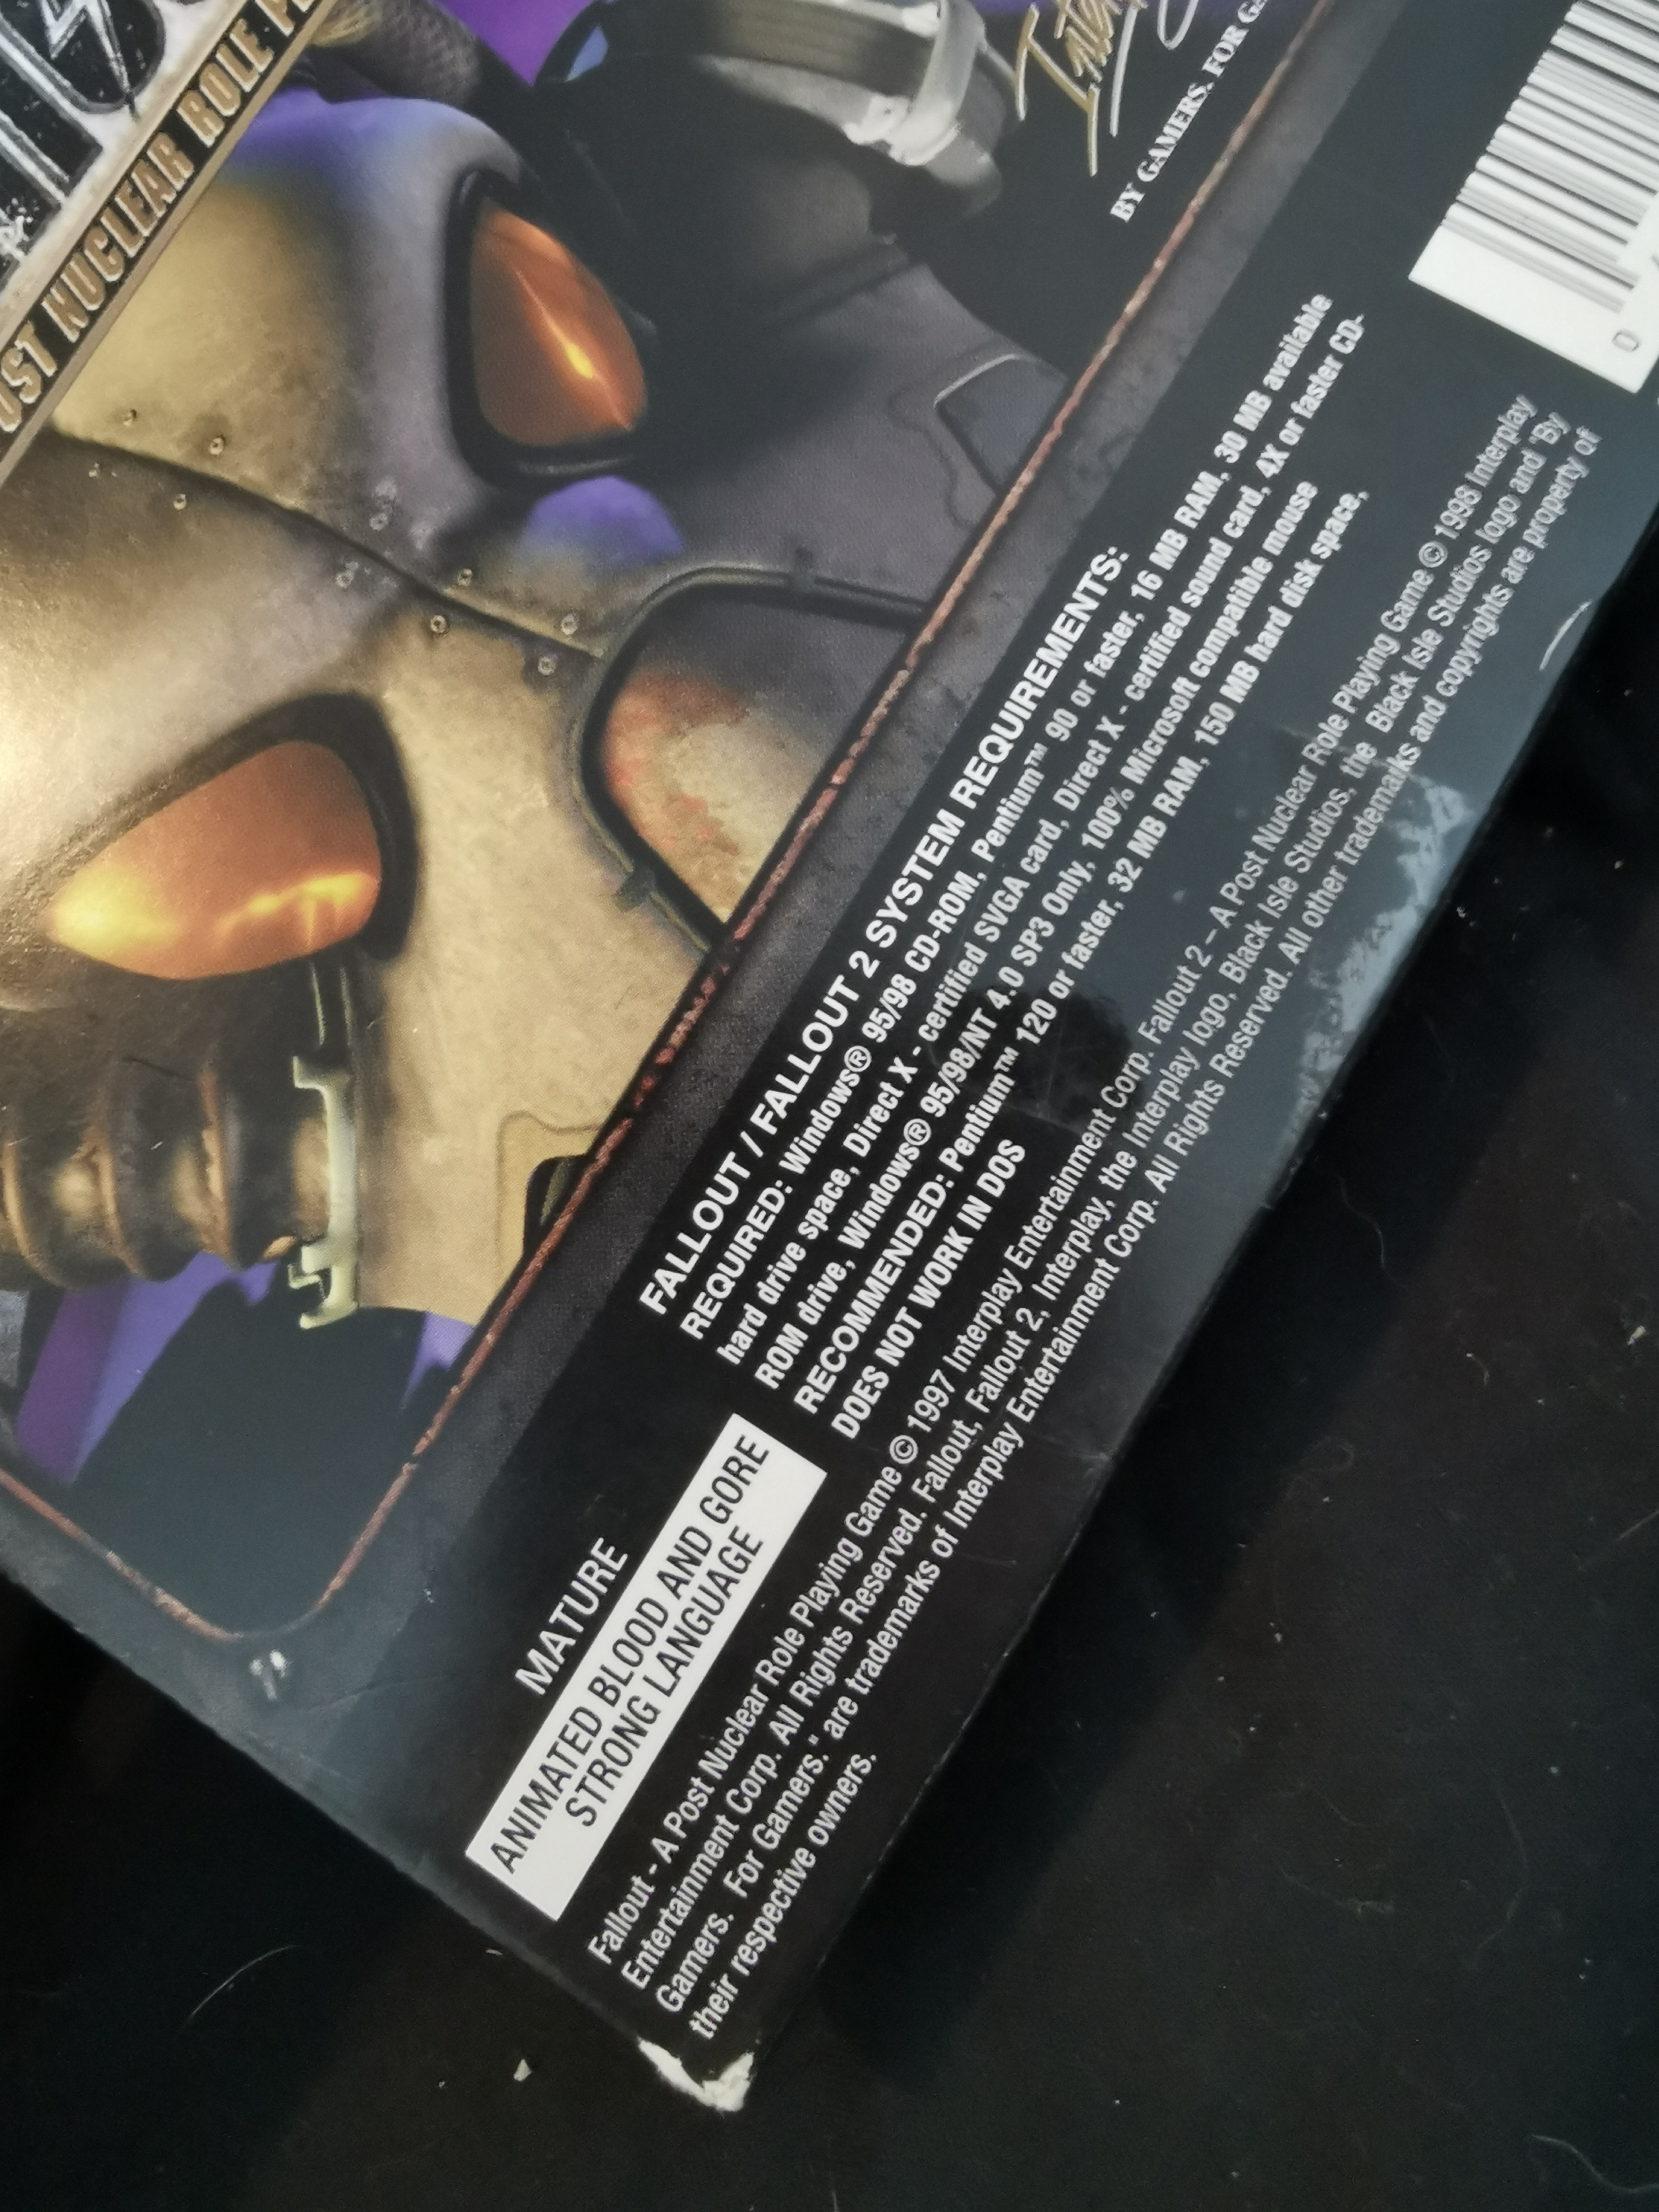 OST NUCLEAR ROLE
BY GAMERS. FOR
0
FALLOUT / FALLOUT 2 SYSTEM REQUIREMENTS:
REQUIRED: Windows® 95/98 CD-ROM, Pentium™ 90 or faster, 16 MB RAM, 30 MB available
hard drive space, Direct X - certified SVGA card, Direct X - certified sound card, 4X or faster CD-
ROM drive, Windows® 95/98/NT 4.0 SP3 Only, 100% Microsoft compatible mouse
RECOMMENDED: Pentium™ 120 or faster, 32 MB RAM, 150 MB hard disk space,
DOES NOT WORK IN DOS
MATURE
ANIMATED BLOOD AND GORE
STRONG LANGUAGE
Fallout - A Post Nuclear Role Playing Game © 1997 Interplay Entertainment Corp. Fallout 2 – A Post Nuclear Role Playing Game © 1998 Interplay
Entertainment Corp. All Rights Reserved. Fallout, Fallout 2, Interplay, the Interplay logo, Black Isle Studios, the Black Isle Studios logo and "By
Gamers. For Gamers." are trademarks of Interplay Entertainment Corp. All Rights Reserved. All other trademarks and copyrights are property of
their respective owners.